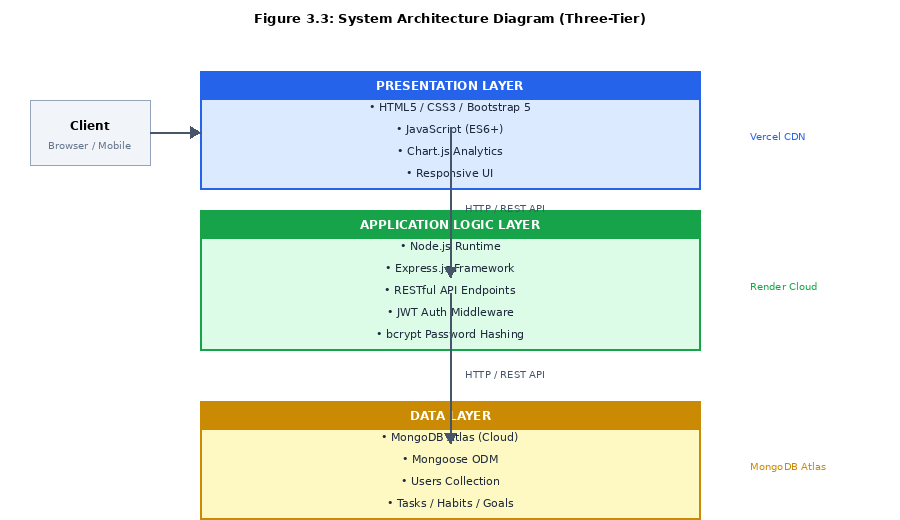 Figure 3.3: System Architecture Diagram (Three-Tier)
PRESENTATION LAYER
Client
Browser / Mobile
• HTML5 / CSS3 / Bootstrap 5
• JavaScript (ES6+)
• Chart.js Analytics
• Responsive UI
Vercel CDN
HTTP / REST API
APPLICATION LOGIC LAYER
• Node.js Runtime
• Express.js Framework
• RESTful API Endpoints
• JWT Auth Middleware
• bcrypt Password Hashing
Render Cloud
HTTP / REST API
DATA LAYER
• MongoDB Atlas (Cloud)
• Mongoose ODM
• Users Collection
• Tasks / Habits / Goals
MongoDB Atlas